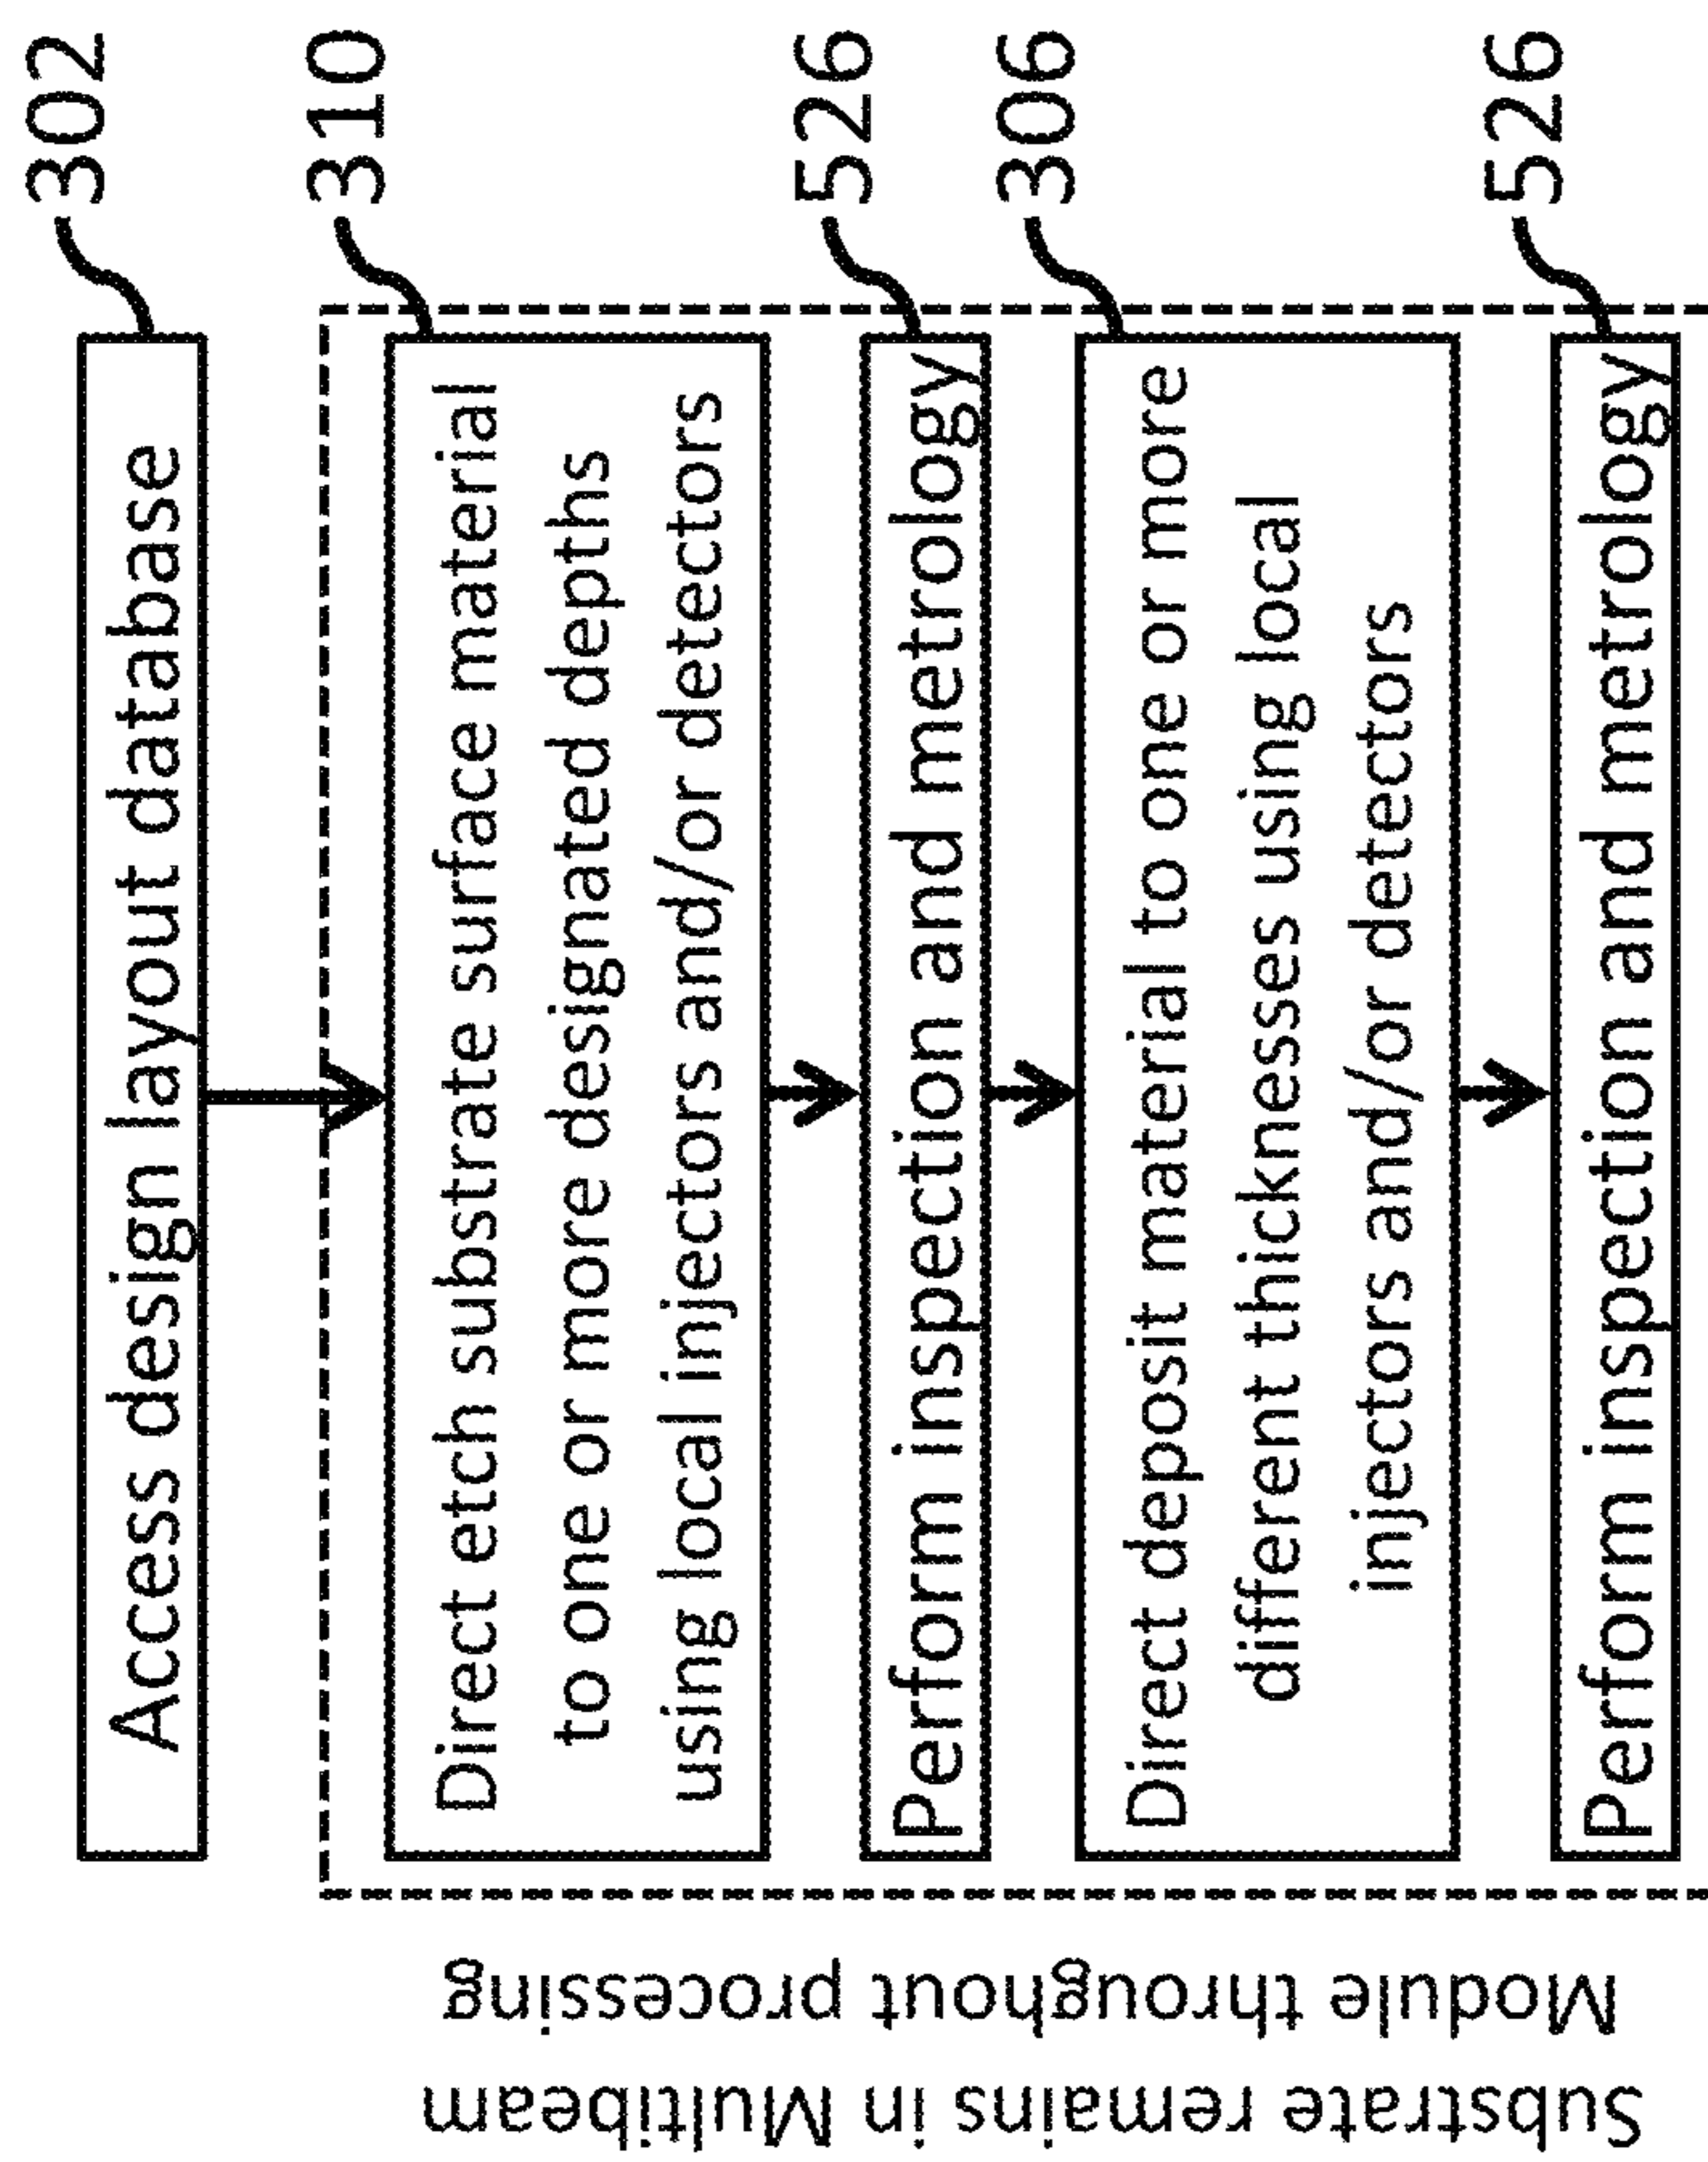 Access design layout database
302
Direct etch substrate surface material
to one or more designated depths
using local injectors and/or detectors
310
Perform inspection and metrology
526
Direct deposit material to one or more
different thicknesses using local
injectors and/or detectors
306
Perform inspection and metrology
526
Substrate remains in Multibeam
Module throughout processing